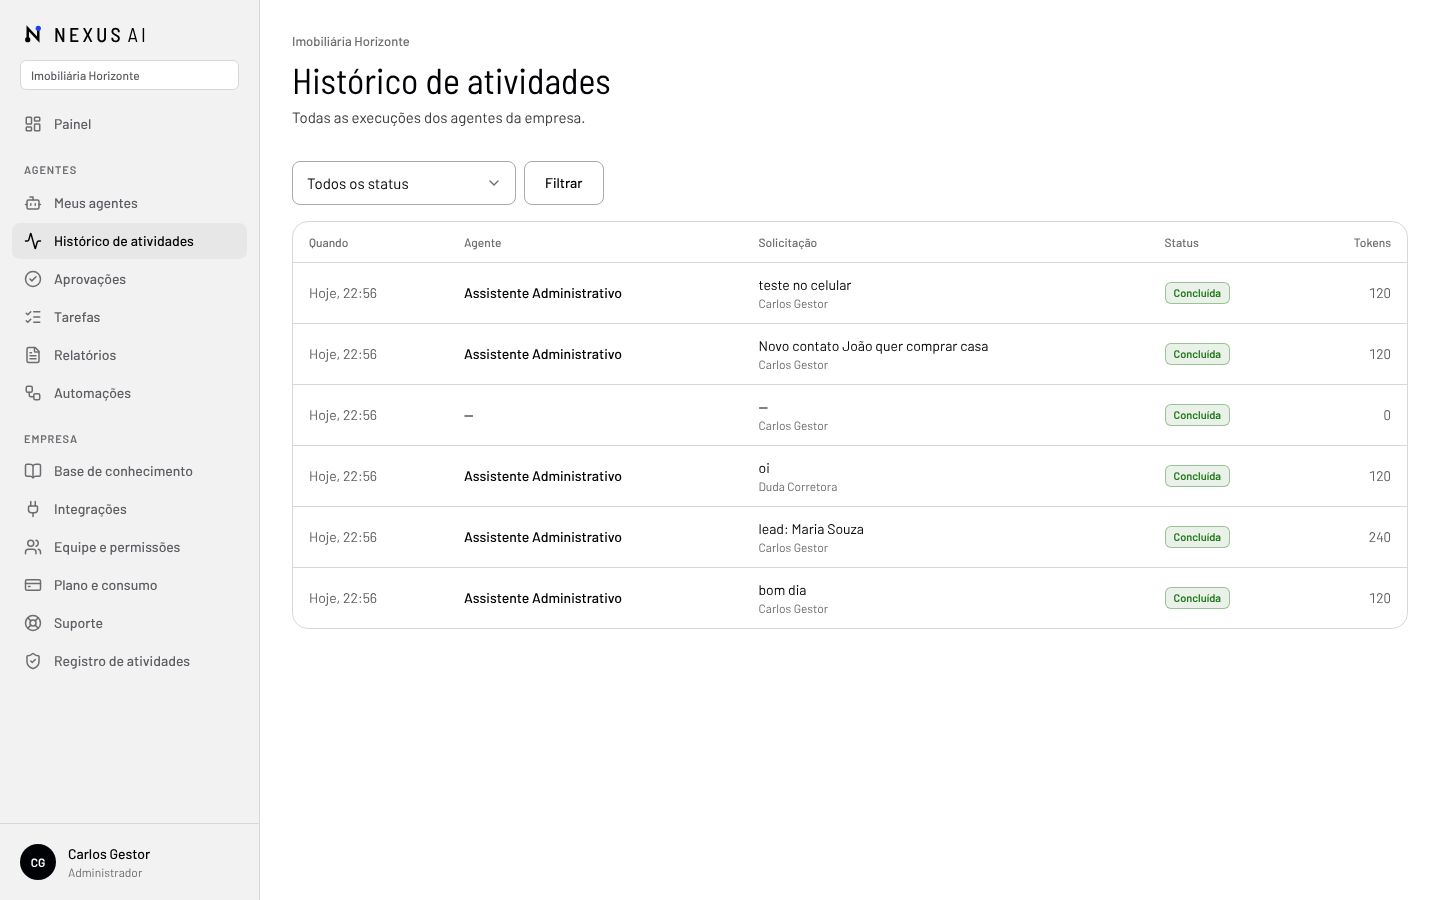 NEXUS AI
Imobiliária Horizonte
Painel
AGENTES
Meus agentes
Histórico de atividades
Aprovações
Tarefas
Relatórios
Automações
EMPRESA
Base de conhecimento
Integrações
Equipe e permissões
Plano e consumo
Suporte
Registro de atividades
CG
Carlos Gestor
Administrador
Imobiliária Horizonte
Histórico de atividades
Todas as execuções dos agentes da empresa.
Todos os status
Filtrar
Quando Agente Solicitação Status Tokens
Hoje, 22:56 Assistente Administrativo teste no celular Concluída 120
Carlos Gestor
Hoje, 22:56 Assistente Administrativo Novo contato João quer comprar casa Concluída 120
Carlos Gestor
Hoje, 22:56 — — Concluída 0
Carlos Gestor
Hoje, 22:56 Assistente Administrativo oi Concluída 120
Duda Corretora
Hoje, 22:56 Assistente Administrativo lead: Maria Souza Concluída 240
Carlos Gestor
Hoje, 22:56 Assistente Administrativo bom dia Concluída 120
Carlos Gestor